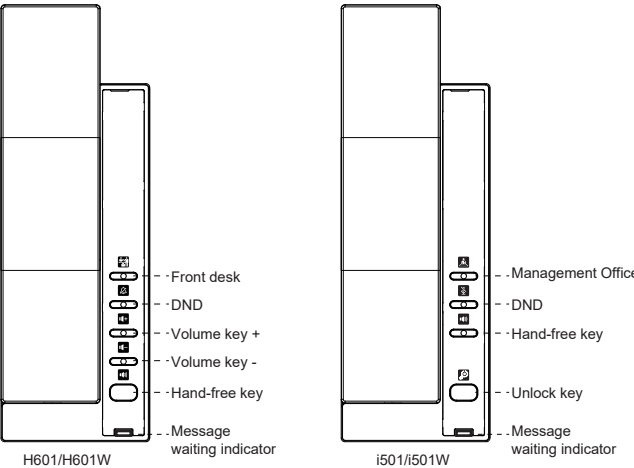 Front desk
DND
Volume key +
Volume key -
Hand-free key
Message
waiting indicator
H601/H601W
Management Office
DND
Hand-free key
Unlock key
Message
waiting indicator
i501/i501W